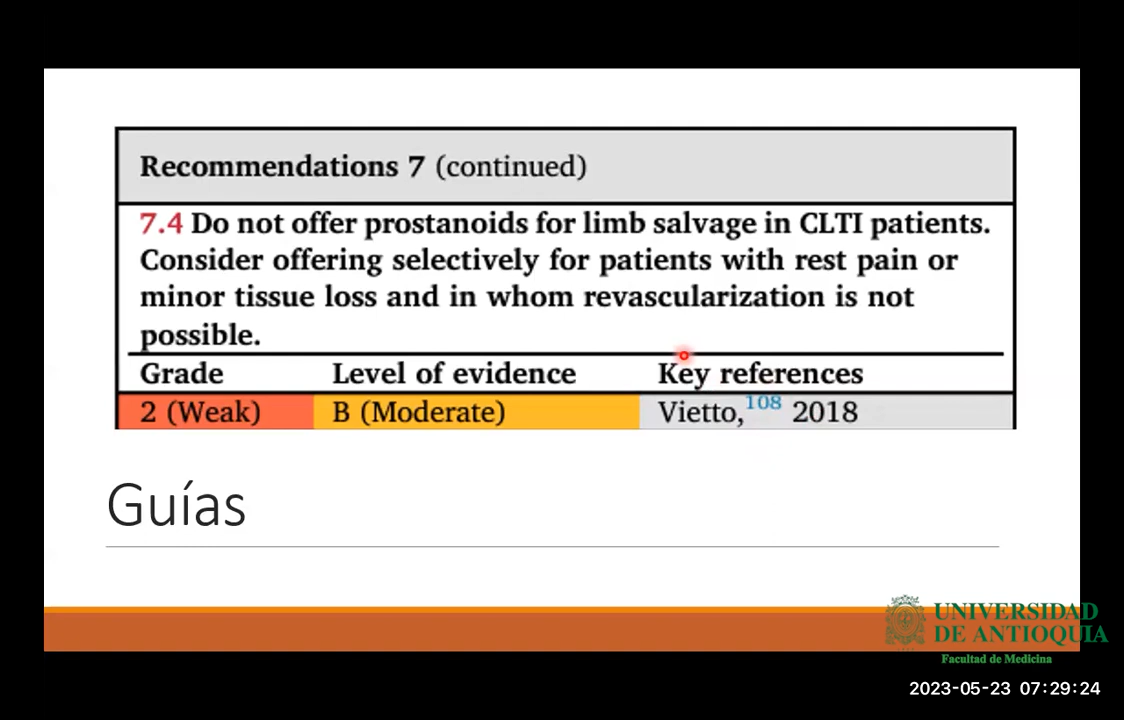 Recommendations 7 (continued)
7.4 Do not offer prostanoids for limb salvage in CLTI patients.
Consider offering selectively for patients with rest pain or
minor tissue loss and in whom revascularization is not
possible.
Grade Level of evidence Key references
2 (Weak) B (Moderate) Vietto,108 2018
Guías
UNIVERSIDAD
DE ANTIOQUIA
Facultad de Medicina
2023-05-23 07:29:24